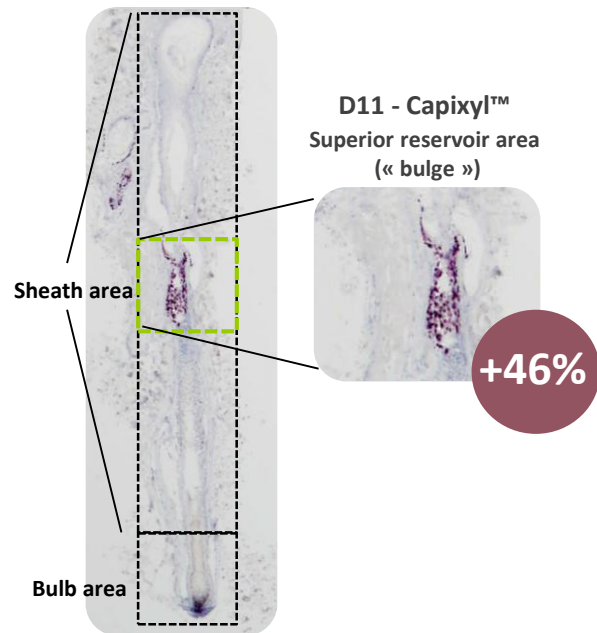 D11 - Capixyl™
Superior reservoir area
(« bulge »)
Sheath area
+46%
Bulb area